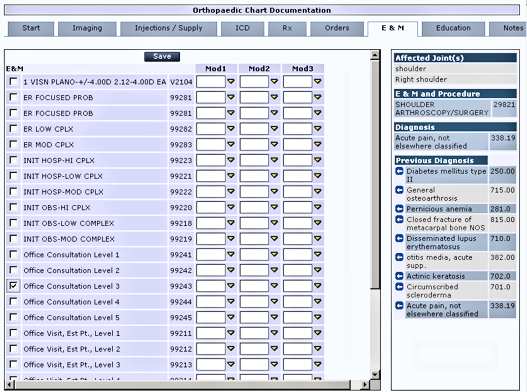 Orthopaedic Chart Documentation
Start Imaging Injections / Supply ICD Rx Orders E & M Education Notes
Save
E&M Mod1 Mod2 Mod3
1 VISN PLANO-+/-4.00D 2.12-4.00D EA V2104
ER FOCUSED PROB 99281
ER FOCUSED PROB 99281
ER LOW CPLX 99282
ER MOD CPLX 99283
INIT HOSP-HI CPLX 99223
INIT HOSP-LOW CPLX 99221
INIT HOSP-MOD CPLX 99222
INIT OBS-HI CPLX 99220
INIT OBS-LOW COMPLEX 99218
INIT OBS-MOD COMPLEX 99219
Office Consultation Level 1 99241
Office Consultation Level 2 99242
Office Consultation Level 3 99243
Office Consultation Level 4 99244
Office Consultation Level 5 99245
Office Visit, Est Pt., Level 1 99211
Office Visit, Est Pt., Level 2 99212
Office Visit, Est Pt., Level 3 99213
Affected Joint(s)
shoulder
Right shoulder
E & M and Procedure
SHOULDER 29821
ARTHROSCOPY/SURGERY
Diagnosis
Acute pain, not 338.19
elsewhere classified
Previous Diagnosis
Diabetes mellitus type 250.00
II
General 715.00
osteoarthrosis
Pernicious anemia 281.0
Closed fracture of 815.00
metacarpal bone NOS
Disseminated lupus 710.0
erythematosus
otitis media, acute 382.00
supp.
Actinic keratosis 702.0
Circumscribed 701.0
scleroderma
Acute pain, not 338.19
elsewhere classified